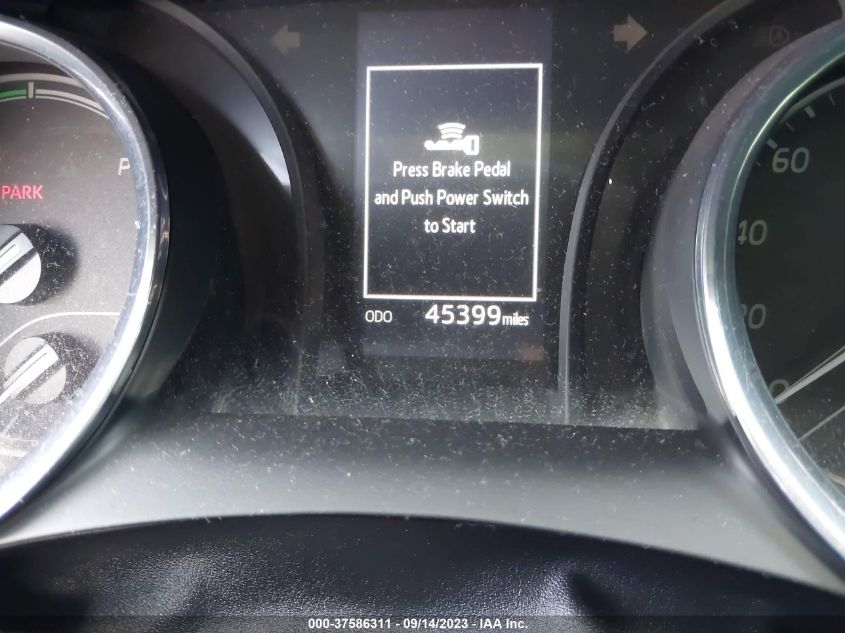 Press Brake Pedal
and Push Power Switch
to Start
ODO 45399 miles
P
PARK
60
40
20
0
000-37586311 - 09/14/2023 - IAA Inc.